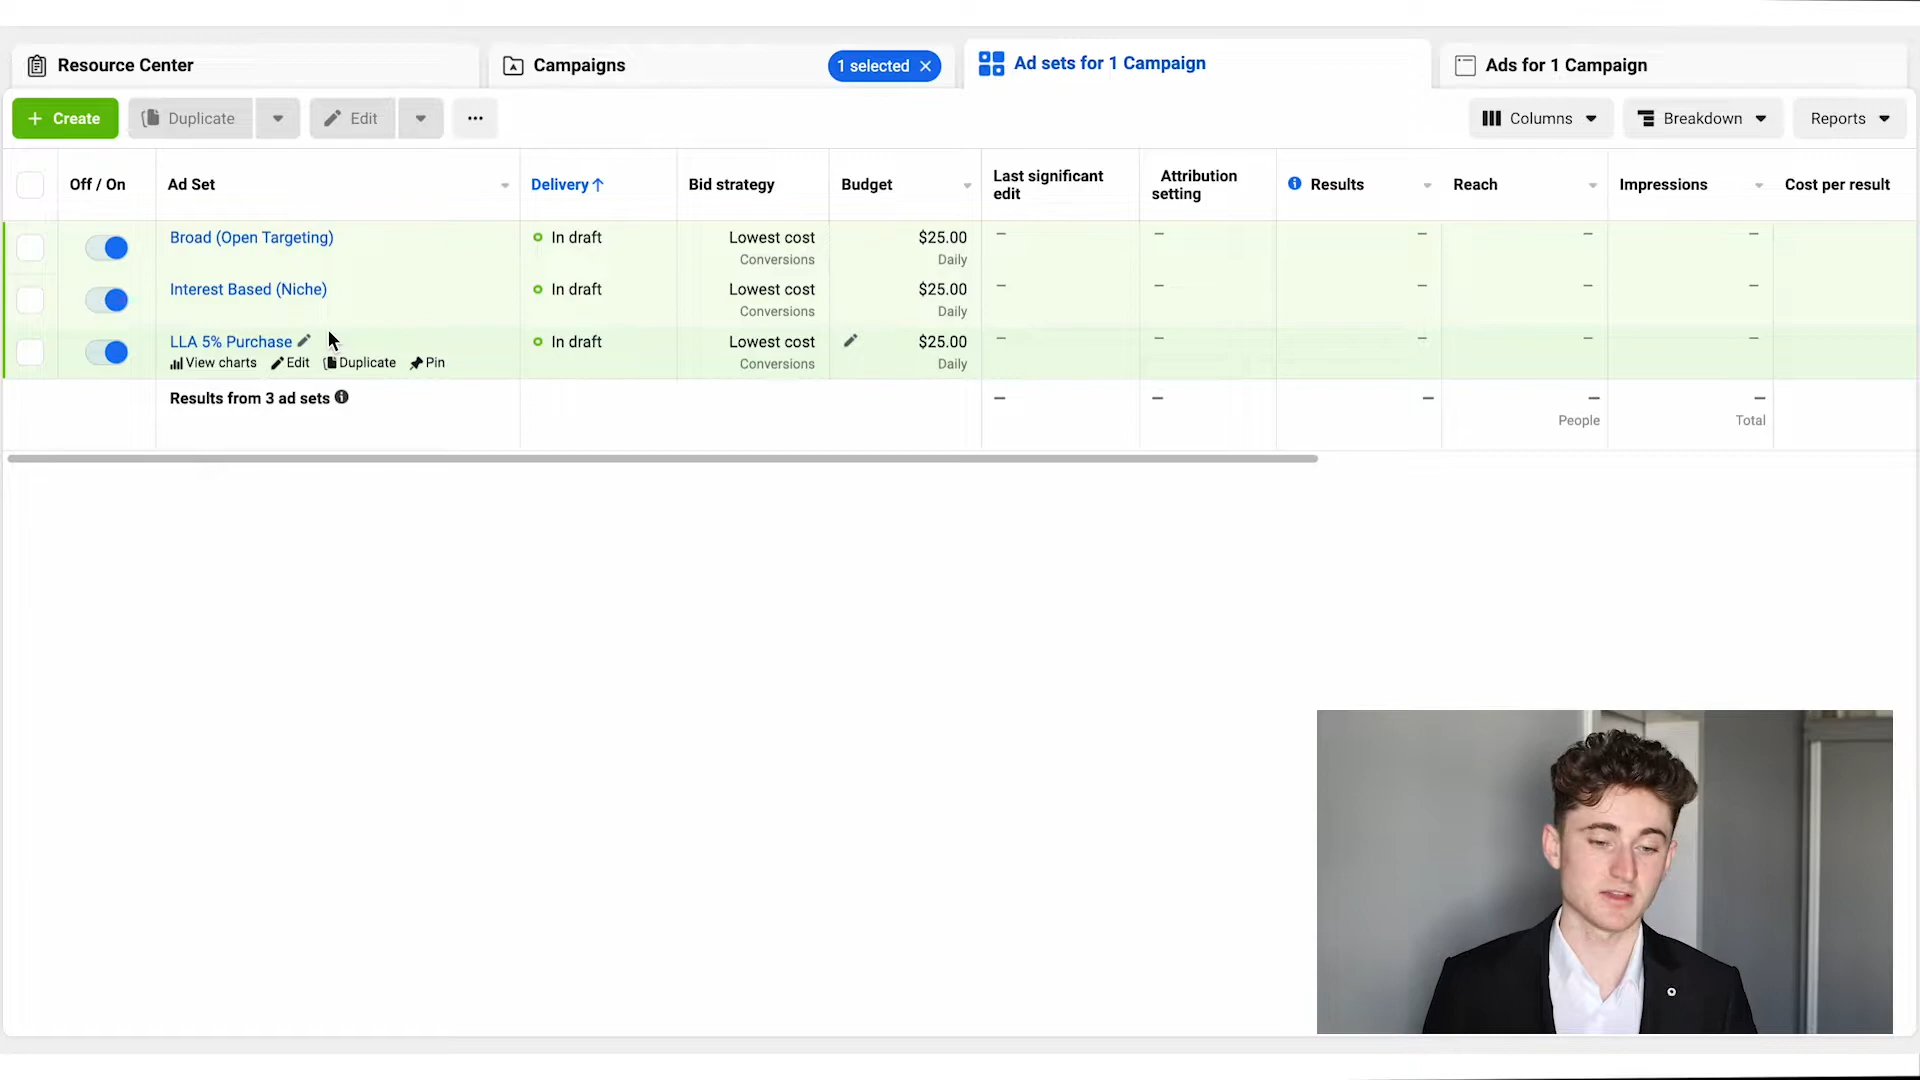 Resource Center
Campaigns
1 selected
Ad sets for 1 Campaign
Ads for 1 Campaign
Create
Duplicate
Edit
Columns
Breakdown
Reports
Off / On
Ad Set
Delivery
Bid strategy
Budget
Last significant
edit
Attribution
setting
Results
Reach
Impressions
Cost per result
Broad (Open Targeting)
In draft
Lowest cost
Conversions
$25.00
Daily
–
–
–
–
–
Interest Based (Niche)
In draft
Lowest cost
Conversions
$25.00
Daily
–
–
–
–
–
LLA 5% Purchase
View charts
Edit
Duplicate
Pin
In draft
Lowest cost
Conversions
$25.00
Daily
–
–
–
–
–
Results from 3 ad sets
–
–
–
–
People
–
Total